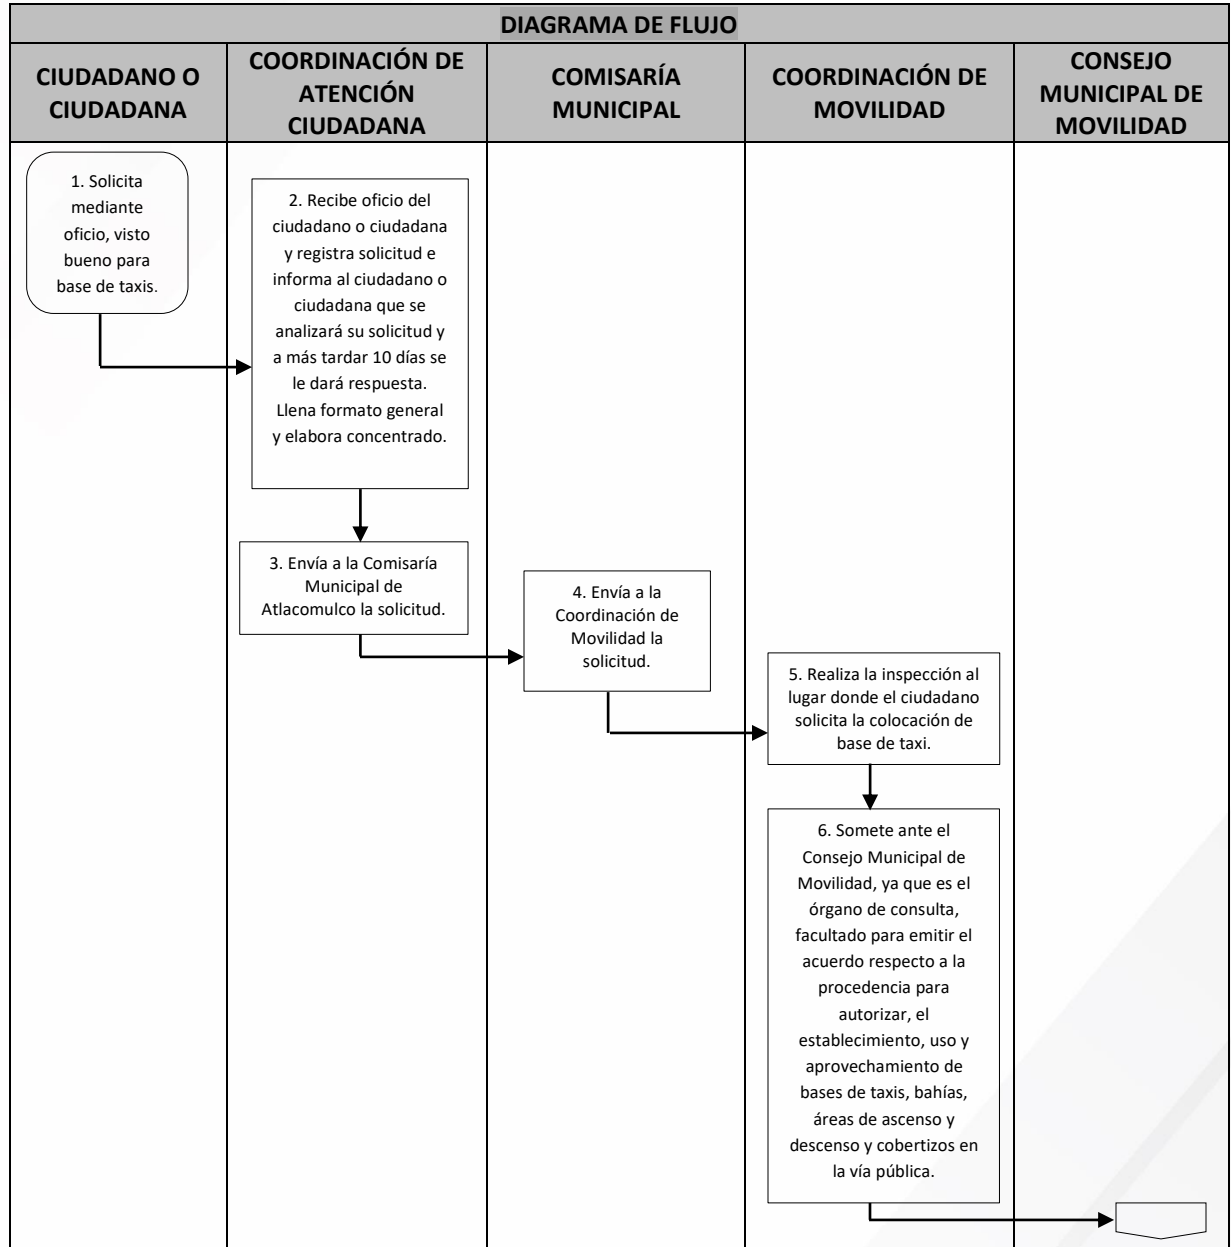 DIAGRAMA DE FLUJO
CIUDADANO O
CIUDADANA
COORDINACIÓN DE
ATENCIÓN
CIUDADANA
COMISARÍA
MUNICIPAL
COORDINACIÓN DE
MOVILIDAD
CONSEJO
MUNICIPAL DE
MOVILIDAD
1. Solicita
mediante
oficio, visto
bueno para
base de taxis.
2. Recibe oficio del
ciudadano o ciudadana
y registra solicitud e
informa al ciudadano o
ciudadana que se
analizará su solicitud y
a más tardar 10 días se
le dará respuesta.
Llena formato general
y elabora concentrado.
3. Envía a la Comisaría
Municipal de
Atlacomulco la solicitud.
4. Envía a la
Coordinación de
Movilidad la
solicitud.
5. Realiza la inspección al
lugar donde el ciudadano
solicita la colocación de
base de taxi.
6. Somete ante el
Consejo Municipal de
Movilidad, ya que es el
órgano de consulta,
facultado para emitir el
acuerdo respecto a la
procedencia para
autorizar, el
establecimiento, uso y
aprovechamiento de
bases de taxis, bahías,
áreas de ascenso y
descenso y cobertizos en
la vía pública.